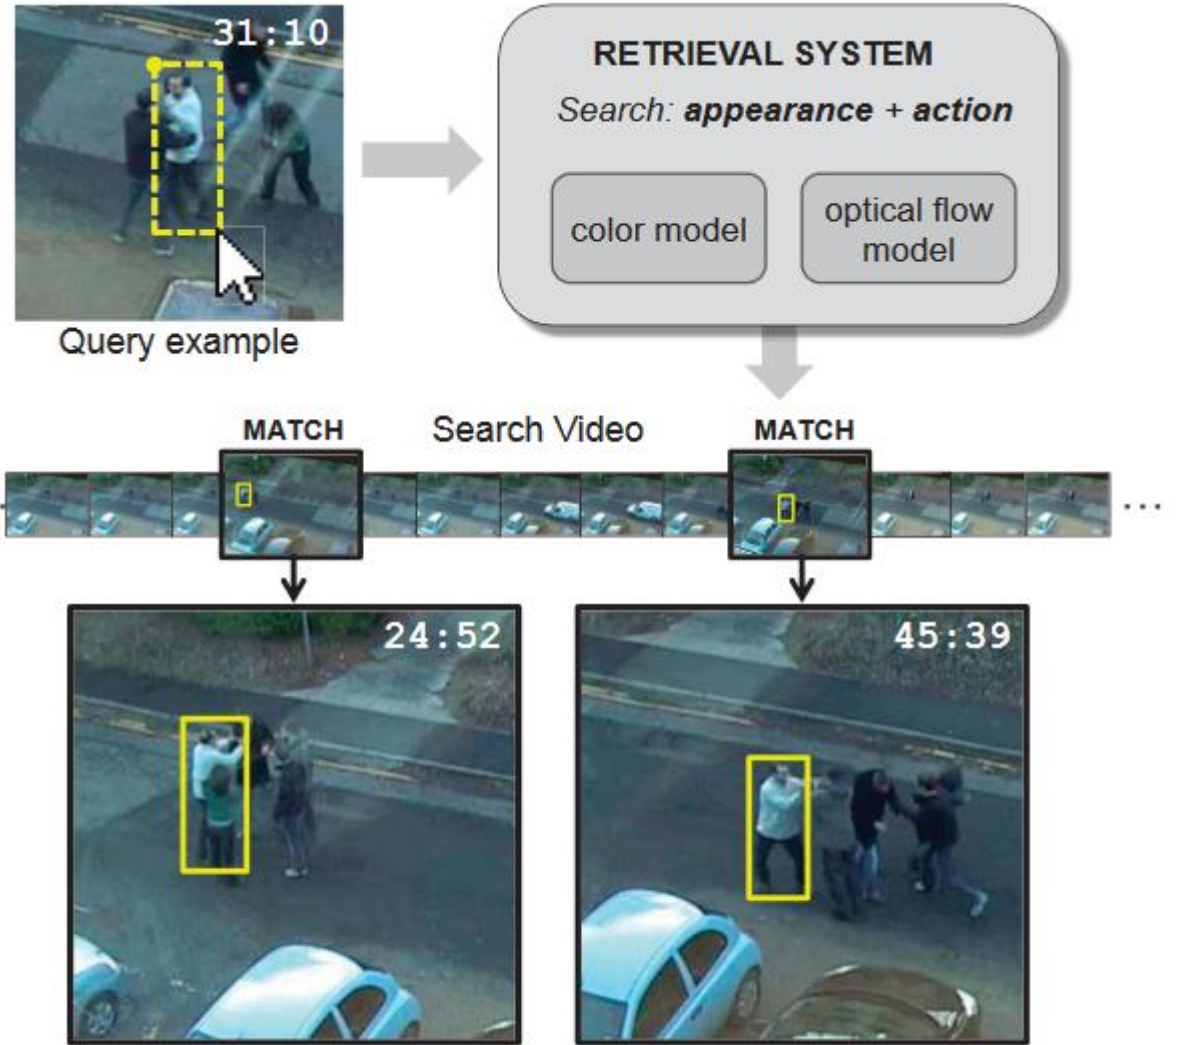 31:10
RETRIEVAL SYSTEM
Search: appearance + action
color model
optical flow
model
Query example
MATCH
Search Video
MATCH
...
24:52
45:39